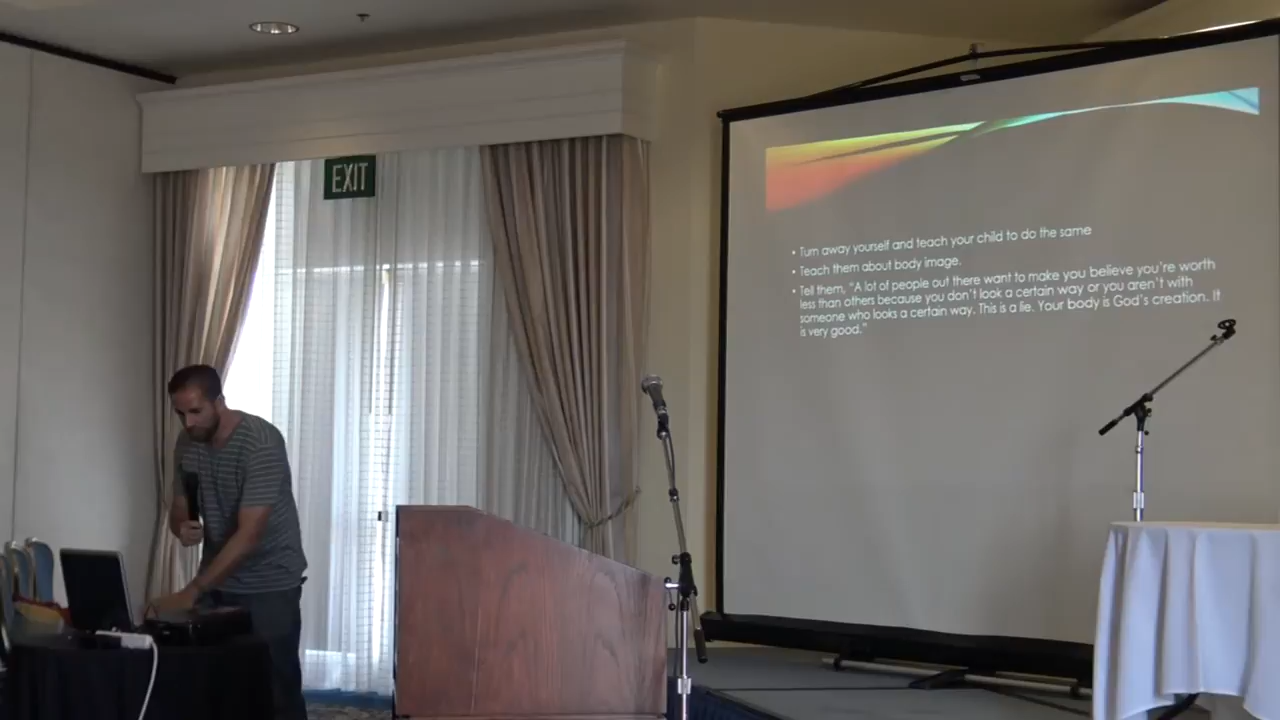 EXIT
• Turn away yourself and teach your child to do the same
• Teach them about body image.
• Tell them, “A lot of people out there want to make you believe you’re worth
less than others because you don’t look a certain way or you aren’t with
someone who looks a certain way. This is a lie. Your body is God’s creation. It
is very good.”